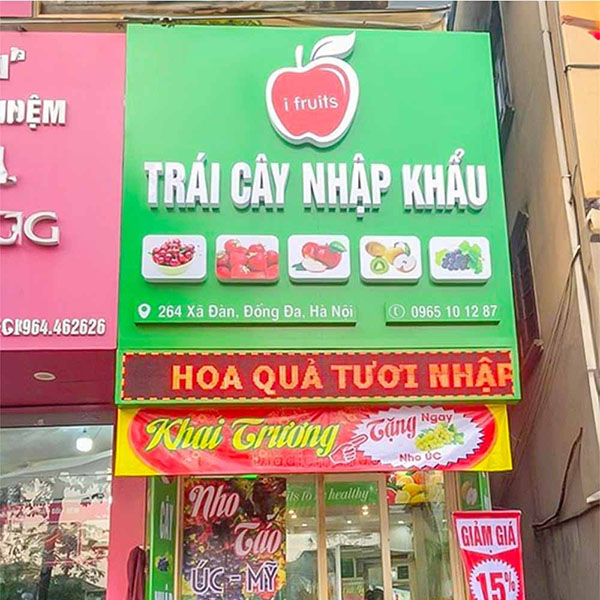 i fruits
TRÁI CÂY NHẬP KHẨU
264 Xã Đàn, Đống Đa, Hà Nội
0965 10 12 87
HOA QUẢ TƯƠI NHẬP
Khai Trương
Tặng Ngay
Nho ÚC
Nho
Táo
ÚC - MỸ
healthy
GIẢM GIÁ
15%
964.462626